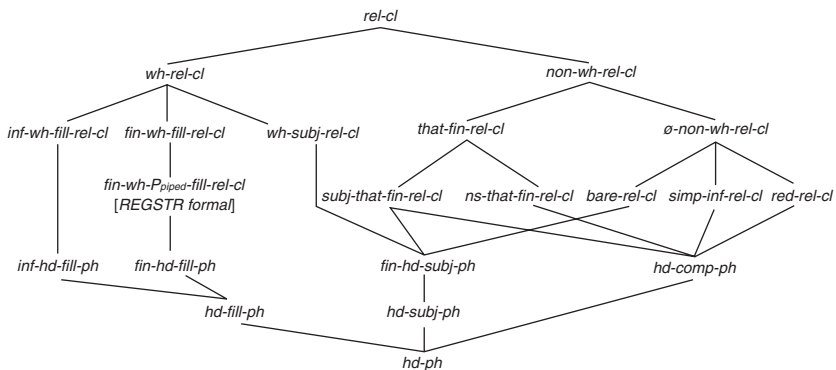 rel-cl
wh-rel-cl non-wh-rel-cl
inf-wh-fill-rel-cl fin-wh-fill-rel-cl wh-subj-rel-cl that-fin-rel-cl ø-non-wh-rel-cl
fin-wh-Ppiped-fill-rel-cl subj-that-fin-rel-cl ns-that-fin-rel-cl bare-rel-cl simp-inf-rel-cl red-rel-cl
[REGSTR formal]
inf-hd-fill-ph fin-hd-fill-ph fin-hd-subj-ph hd-comp-ph
hd-fill-ph hd-subj-ph
hd-ph